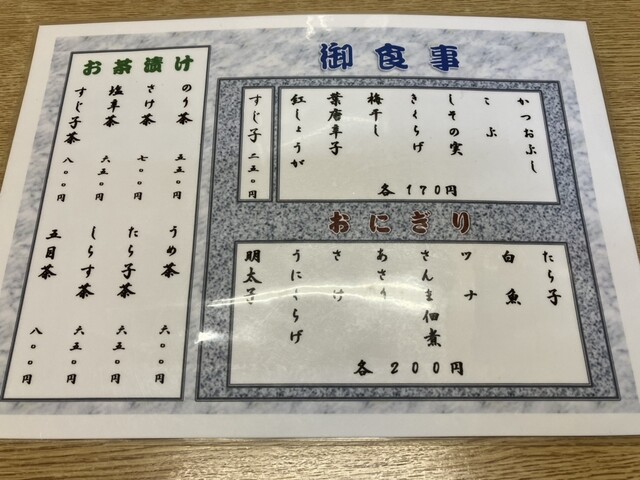 御食事
かつおぶし
こぶ
しその実
きくらげ
梅干し
葉唐辛子
紅しょうが
各170円
すじ子 二五〇円
おにぎり
たら子
白魚
ツナ
さんま佃煮
あさり
さけ
うにくらげ
明太子
各200円
お茶漬け
のり茶 五五〇円
さけ茶 七〇〇円
塩辛茶 六五〇円
すじ子茶 八〇〇円
うめ茶 六〇〇円
たら子茶 六五〇円
しらす茶 六五〇円
五目茶 八〇〇円